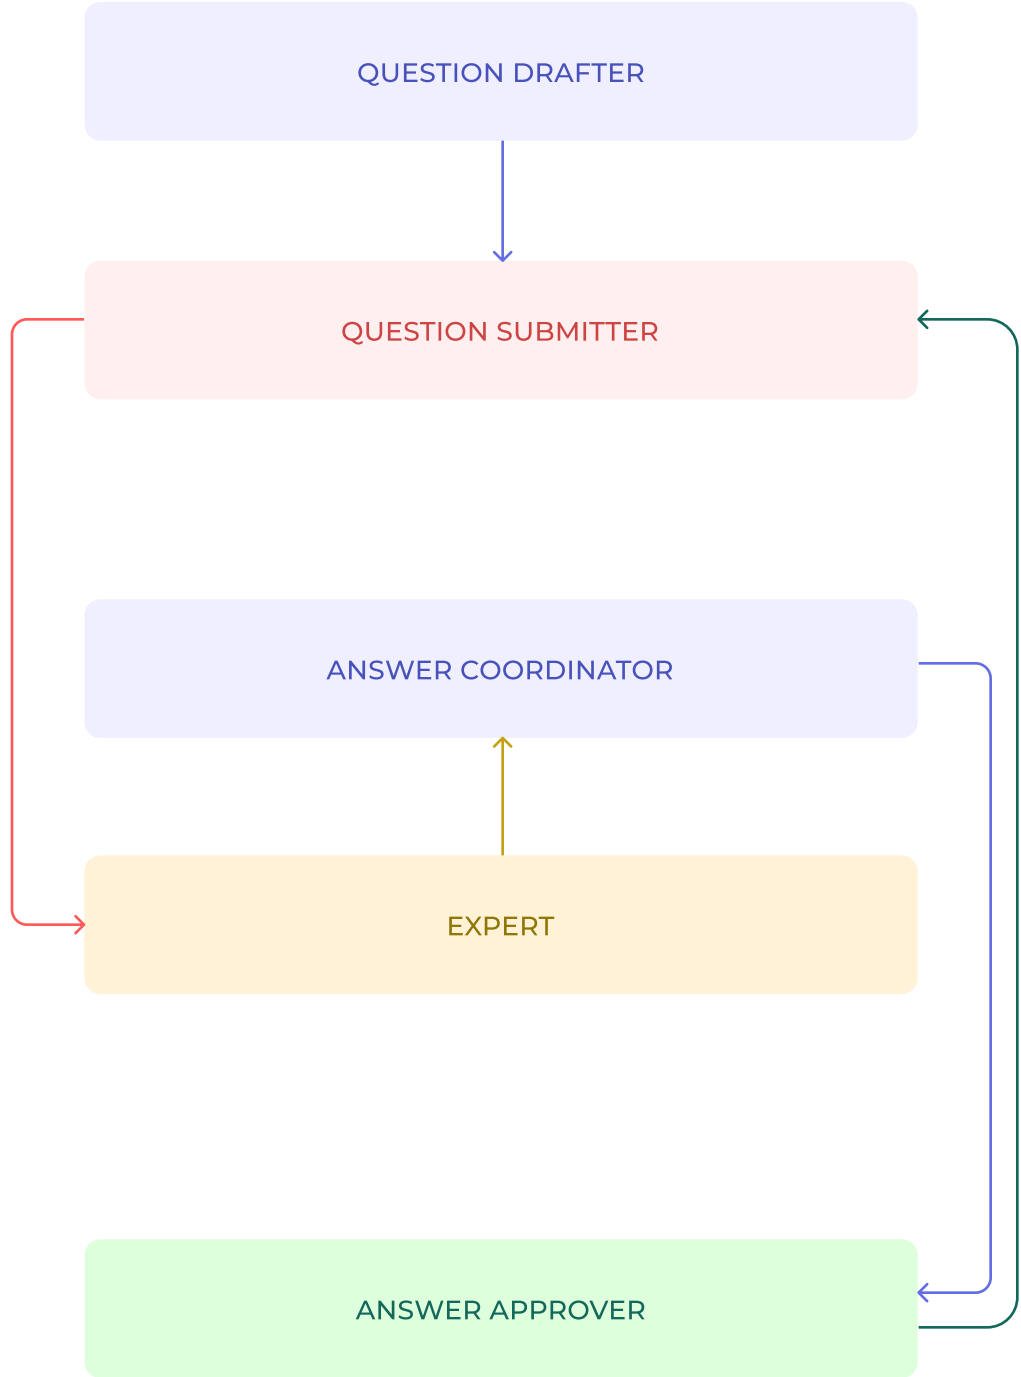 QUESTION DRAFTER
QUESTION SUBMITTER
ANSWER COORDINATOR
EXPERT
ANSWER APPROVER